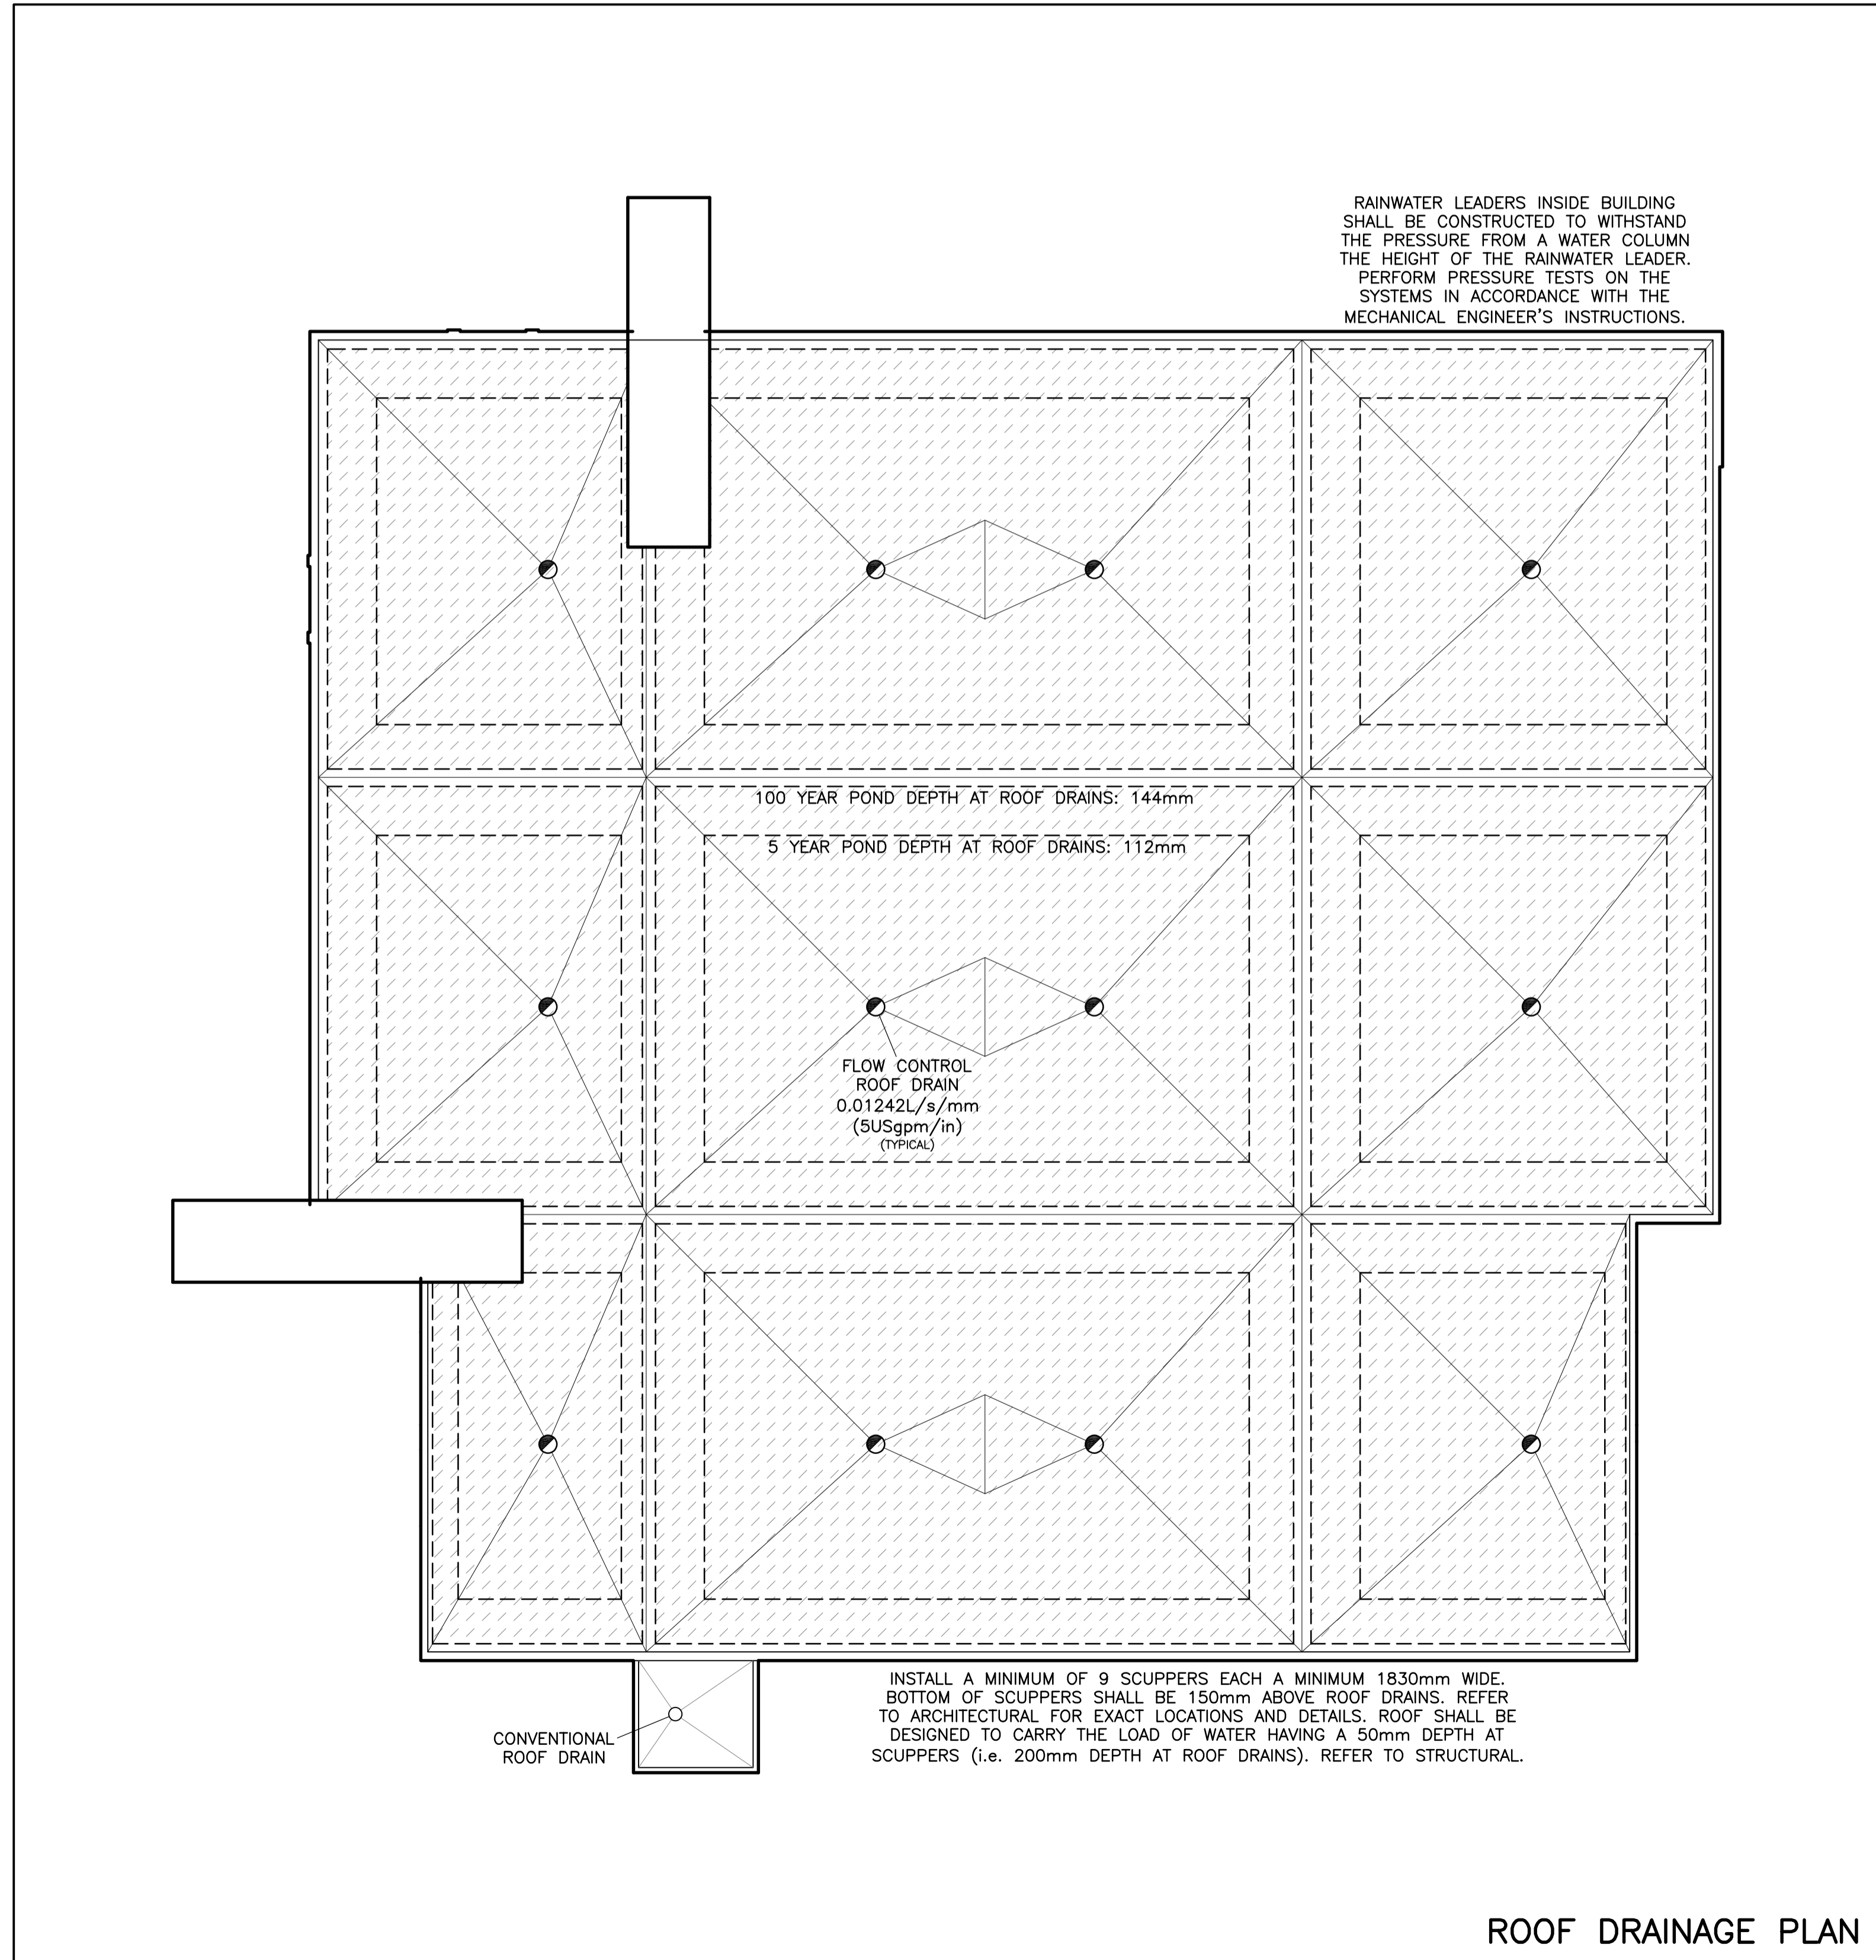 RAINWATER LEADERS INSIDE BUILDING
SHALL BE CONSTRUCTED TO WITHSTAND
THE PRESSURE FROM A WATER COLUMN
THE HEIGHT OF THE RAINWATER LEADER.
PERFORM PRESSURE TESTS ON THE
SYSTEMS IN ACCORDANCE WITH THE
MECHANICAL ENGINEER'S INSTRUCTIONS.
100 YEAR POND DEPTH AT ROOF DRAINS: 144mm
5 YEAR POND DEPTH AT ROOF DRAINS: 112mm
FLOW CONTROL
ROOF DRAIN
0.01242L/s/mm
(5USgpm/in)
(TYPICAL)
INSTALL A MINIMUM OF 9 SCUPPERS EACH A MINIMUM 1830mm WIDE.
BOTTOM OF SCUPPERS SHALL BE 150mm ABOVE ROOF DRAINS. REFER
TO ARCHITECTURAL FOR EXACT LOCATIONS AND DETAILS. ROOF SHALL BE
DESIGNED TO CARRY THE LOAD OF WATER HAVING A 50mm DEPTH AT
SCUPPERS (i.e. 200mm DEPTH AT ROOF DRAINS). REFER TO STRUCTURAL.
CONVENTIONAL
ROOF DRAIN
ROOF DRAINAGE PLAN